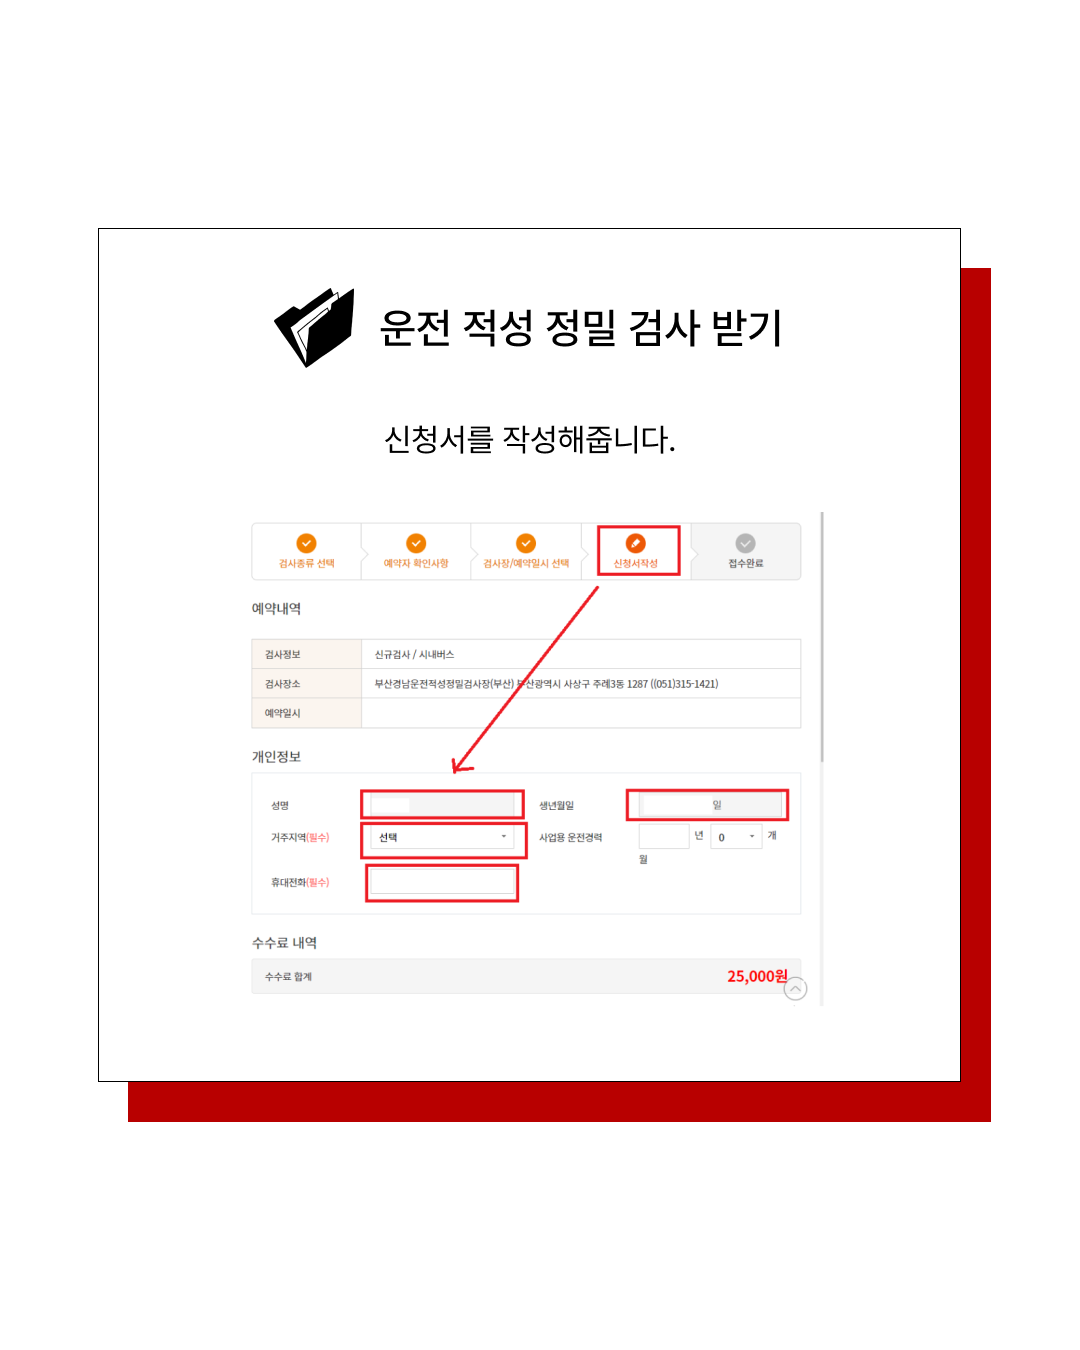 운전 적성 정밀 검사 받기
신청서를 작성해줍니다.
검사종류 선택
예약자 확인사항
검사장/예약일시 선택
신청서작성
접수완료
예약내역
검사정보 신규검사 / 시내버스
검사장소 부산경남운전적성정밀검사장(부산) 부산광역시 사상구 주례3동 1287 ((051)315-1421)
예약일시
개인정보
성명 생년월일 일
거주지역(필수) 선택 사업용 운전경력 년 0 개
월
휴대전화(필수)
수수료 내역
수수료 합계 25,000원